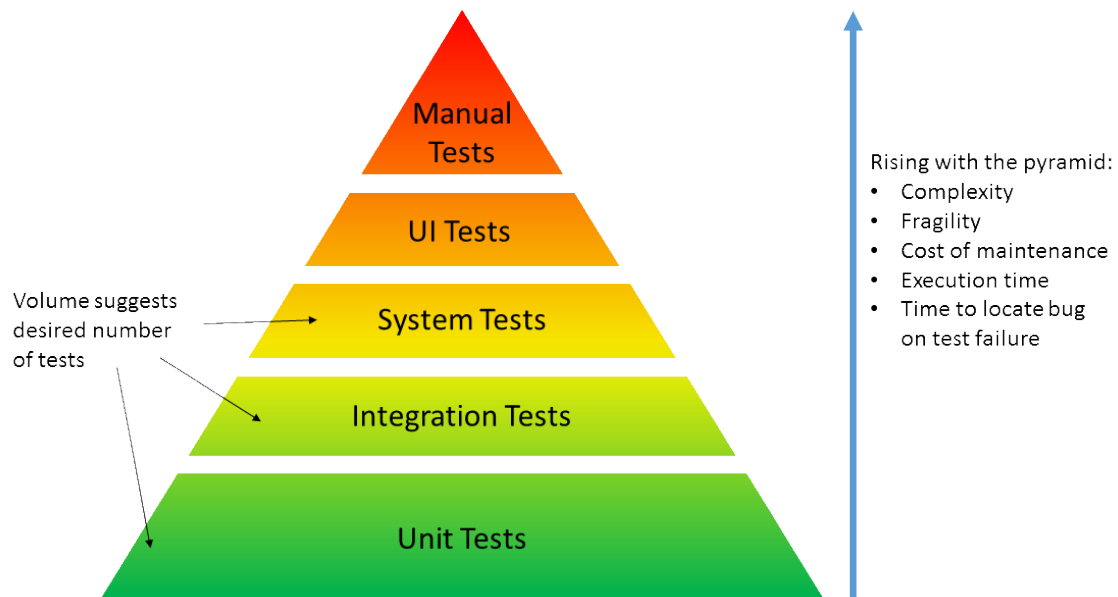 Manual
Tests
UI Tests
System Tests
Integration Tests
Unit Tests
Volume suggests
desired number
of tests
Rising with the pyramid:
• Complexity
• Fragility
• Cost of maintenance
• Execution time
• Time to locate bug
on test failure